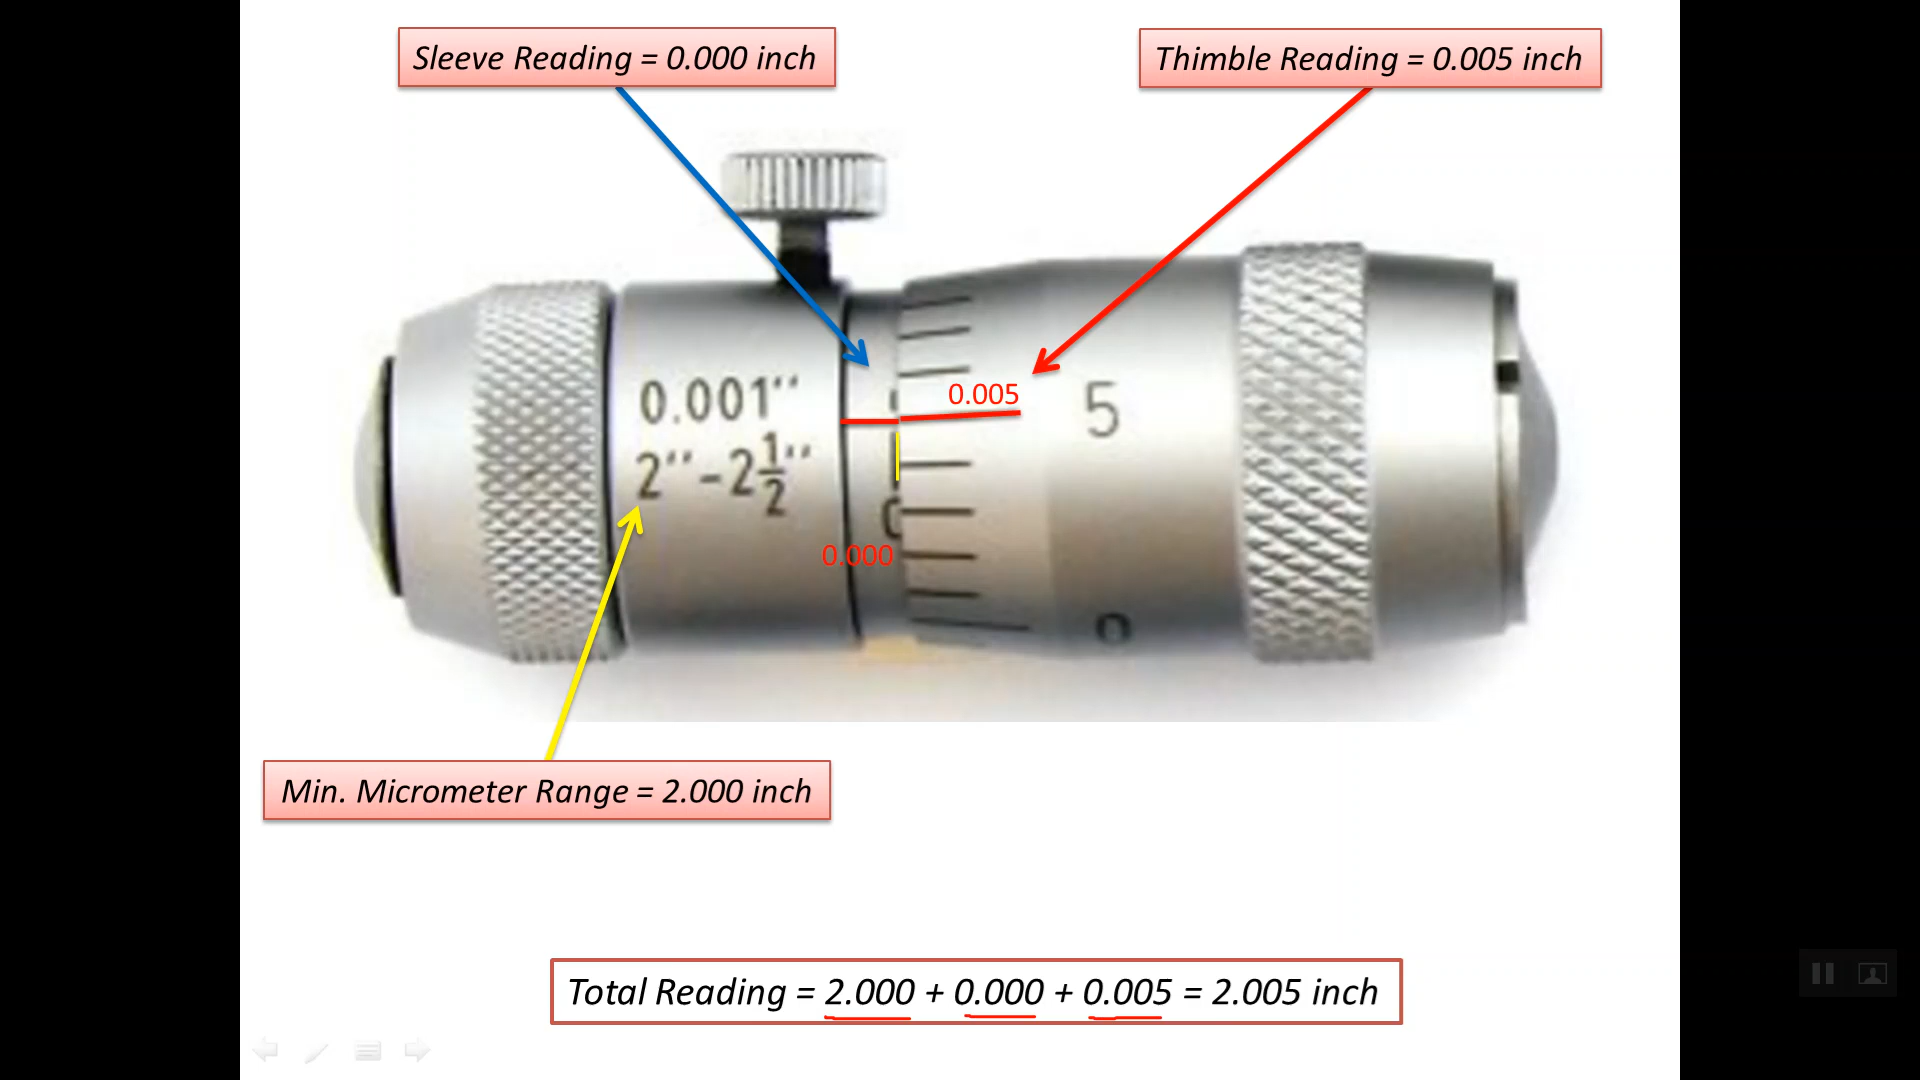 Sleeve Reading = 0.000 inch
Thimble Reading = 0.005 inch
0.001"
2"-2½"
0.005
5
0
0.000
0
Min. Micrometer Range = 2.000 inch
Total Reading = 2.000 + 0.000 + 0.005 = 2.005 inch